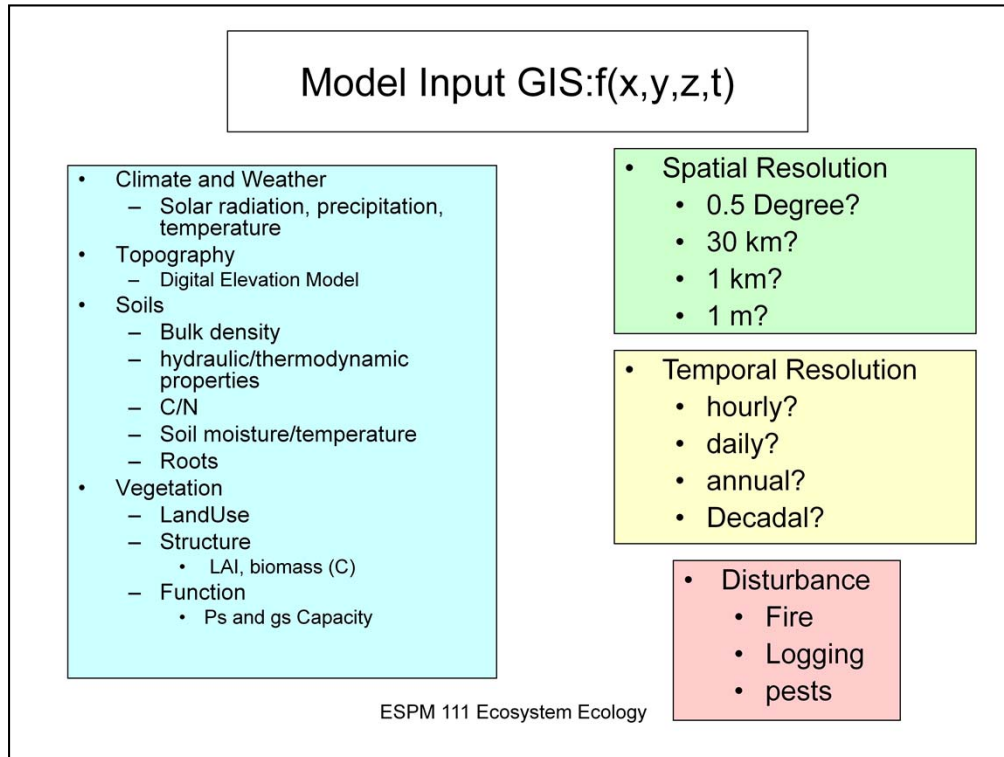 Model Input GIS:f(x,y,z,t)
• Climate and Weather
– Solar radiation, precipitation,
temperature
• Topography
– Digital Elevation Model
• Soils
– Bulk density
– hydraulic/thermodynamic
properties
– C/N
– Soil moisture/temperature
– Roots
• Vegetation
– LandUse
– Structure
• LAI, biomass (C)
– Function
• Ps and gs Capacity
• Spatial Resolution
• 0.5 Degree?
• 30 km?
• 1 km?
• 1 m?
• Temporal Resolution
• hourly?
• daily?
• annual?
• Decadal?
• Disturbance
• Fire
• Logging
• pests
ESPM 111 Ecosystem Ecology